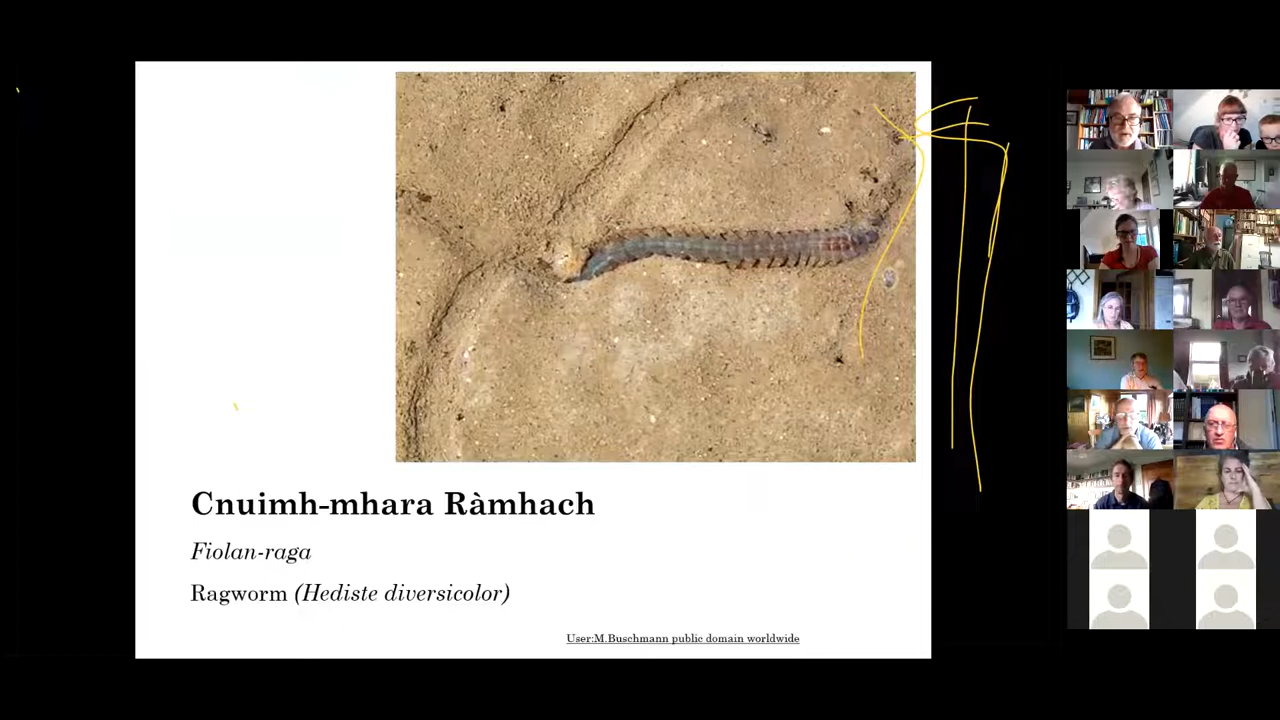 Cnuimh-mhara Ràmhach
Fiolan-raga
Ragworm (Hediste diversicolor)
User:M.Buschmann public domain worldwide